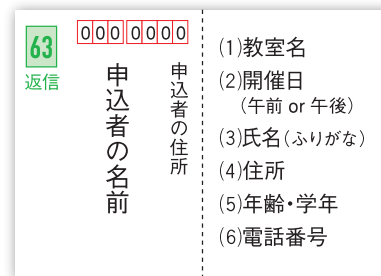 63
返信
000 0000
申込者の住所
申込者の名前
(1)教室名
(2)開催日
(午前 or 午後)
(3)氏名(ふりがな)
(4)住所
(5)年齢・学年
(6)電話番号